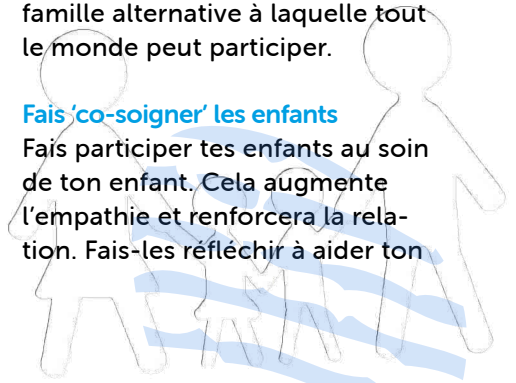 famille alternative à laquelle tout
le monde peut participer.
Fais ‘co-soigner’ les enfants
Fais participer tes enfants au soin
de ton enfant. Cela augmente
l’empathie et renforcera la rela-
tion. Fais-les réfléchir à aider ton